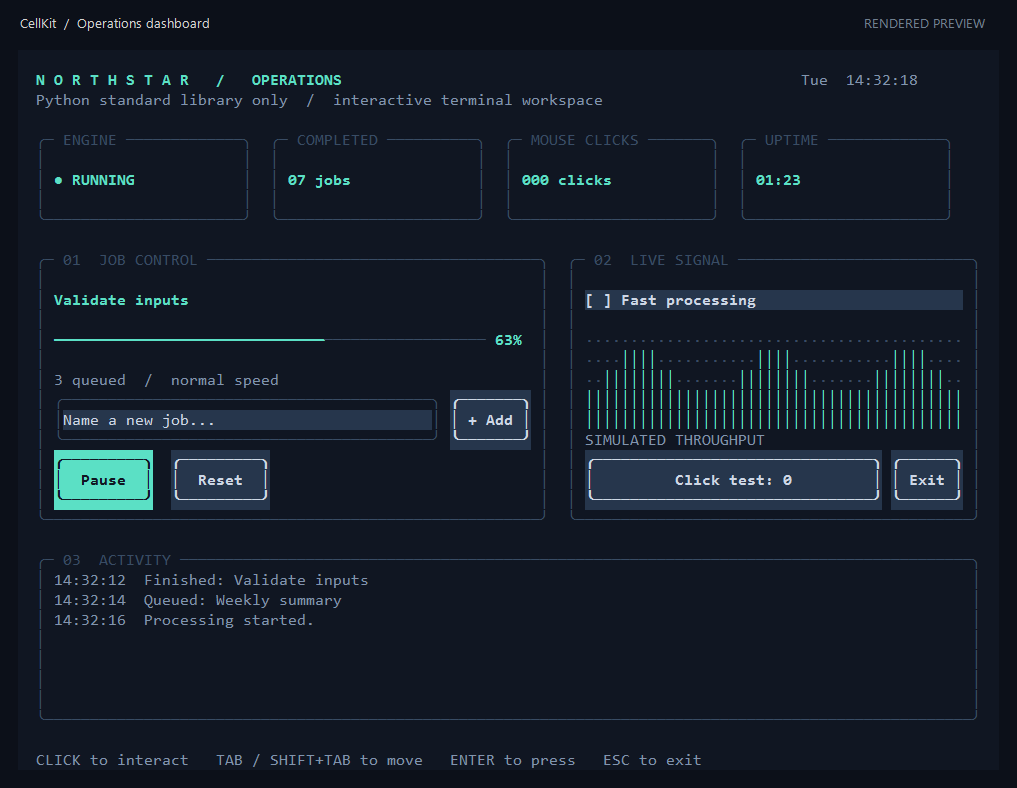 CellKit / Operations dashboard
RENDERED PREVIEW
N O R T H S T A R / OPERATIONS
Tue 14:32:18
Python standard library only / interactive terminal workspace
ENGINE
COMPLETED
MOUSE CLICKS
UPTIME
● RUNNING
07 jobs
000 clicks
01:23
01 JOB CONTROL
Validate inputs
63%
3 queued / normal speed
Name a new job...
+ Add
Pause
Reset
02 LIVE SIGNAL
[ ] Fast processing
SIMULATED THROUGHPUT
Click test: 0
Exit
03 ACTIVITY
14:32:12 Finished: Validate inputs
14:32:14 Queued: Weekly summary
14:32:16 Processing started.
CLICK to interact TAB / SHIFT+TAB to move ENTER to press ESC to exit